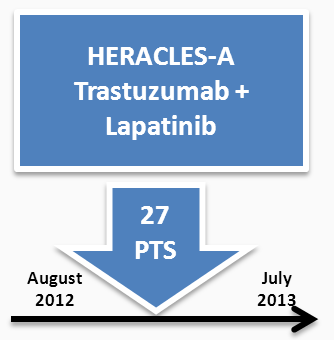 HERACLES-A
Trastuzumab +
Lapatinib
27
PTS
August
2012
July
2013